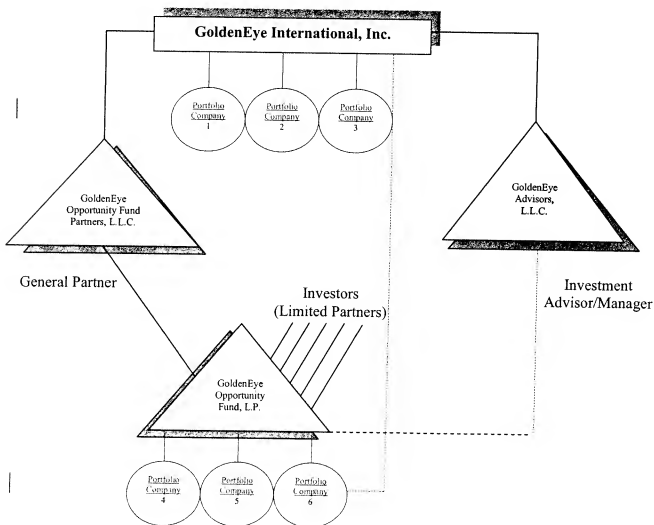 GoldenEye International, Inc.
Portfolio
Company
1
Portfolio
Company
2
Portfolio
Company
3
GoldenEye
Opportunity Fund
Partners, L.L.C.
GoldenEye
Advisors,
L.L.C.
General Partner
Investors
(Limited Partners)
Investment
Advisor/Manager
GoldenEye
Opportunity
Fund, L.P.
Portfolio
Company
4
Portfolio
Company
5
Portfolio
Company
6